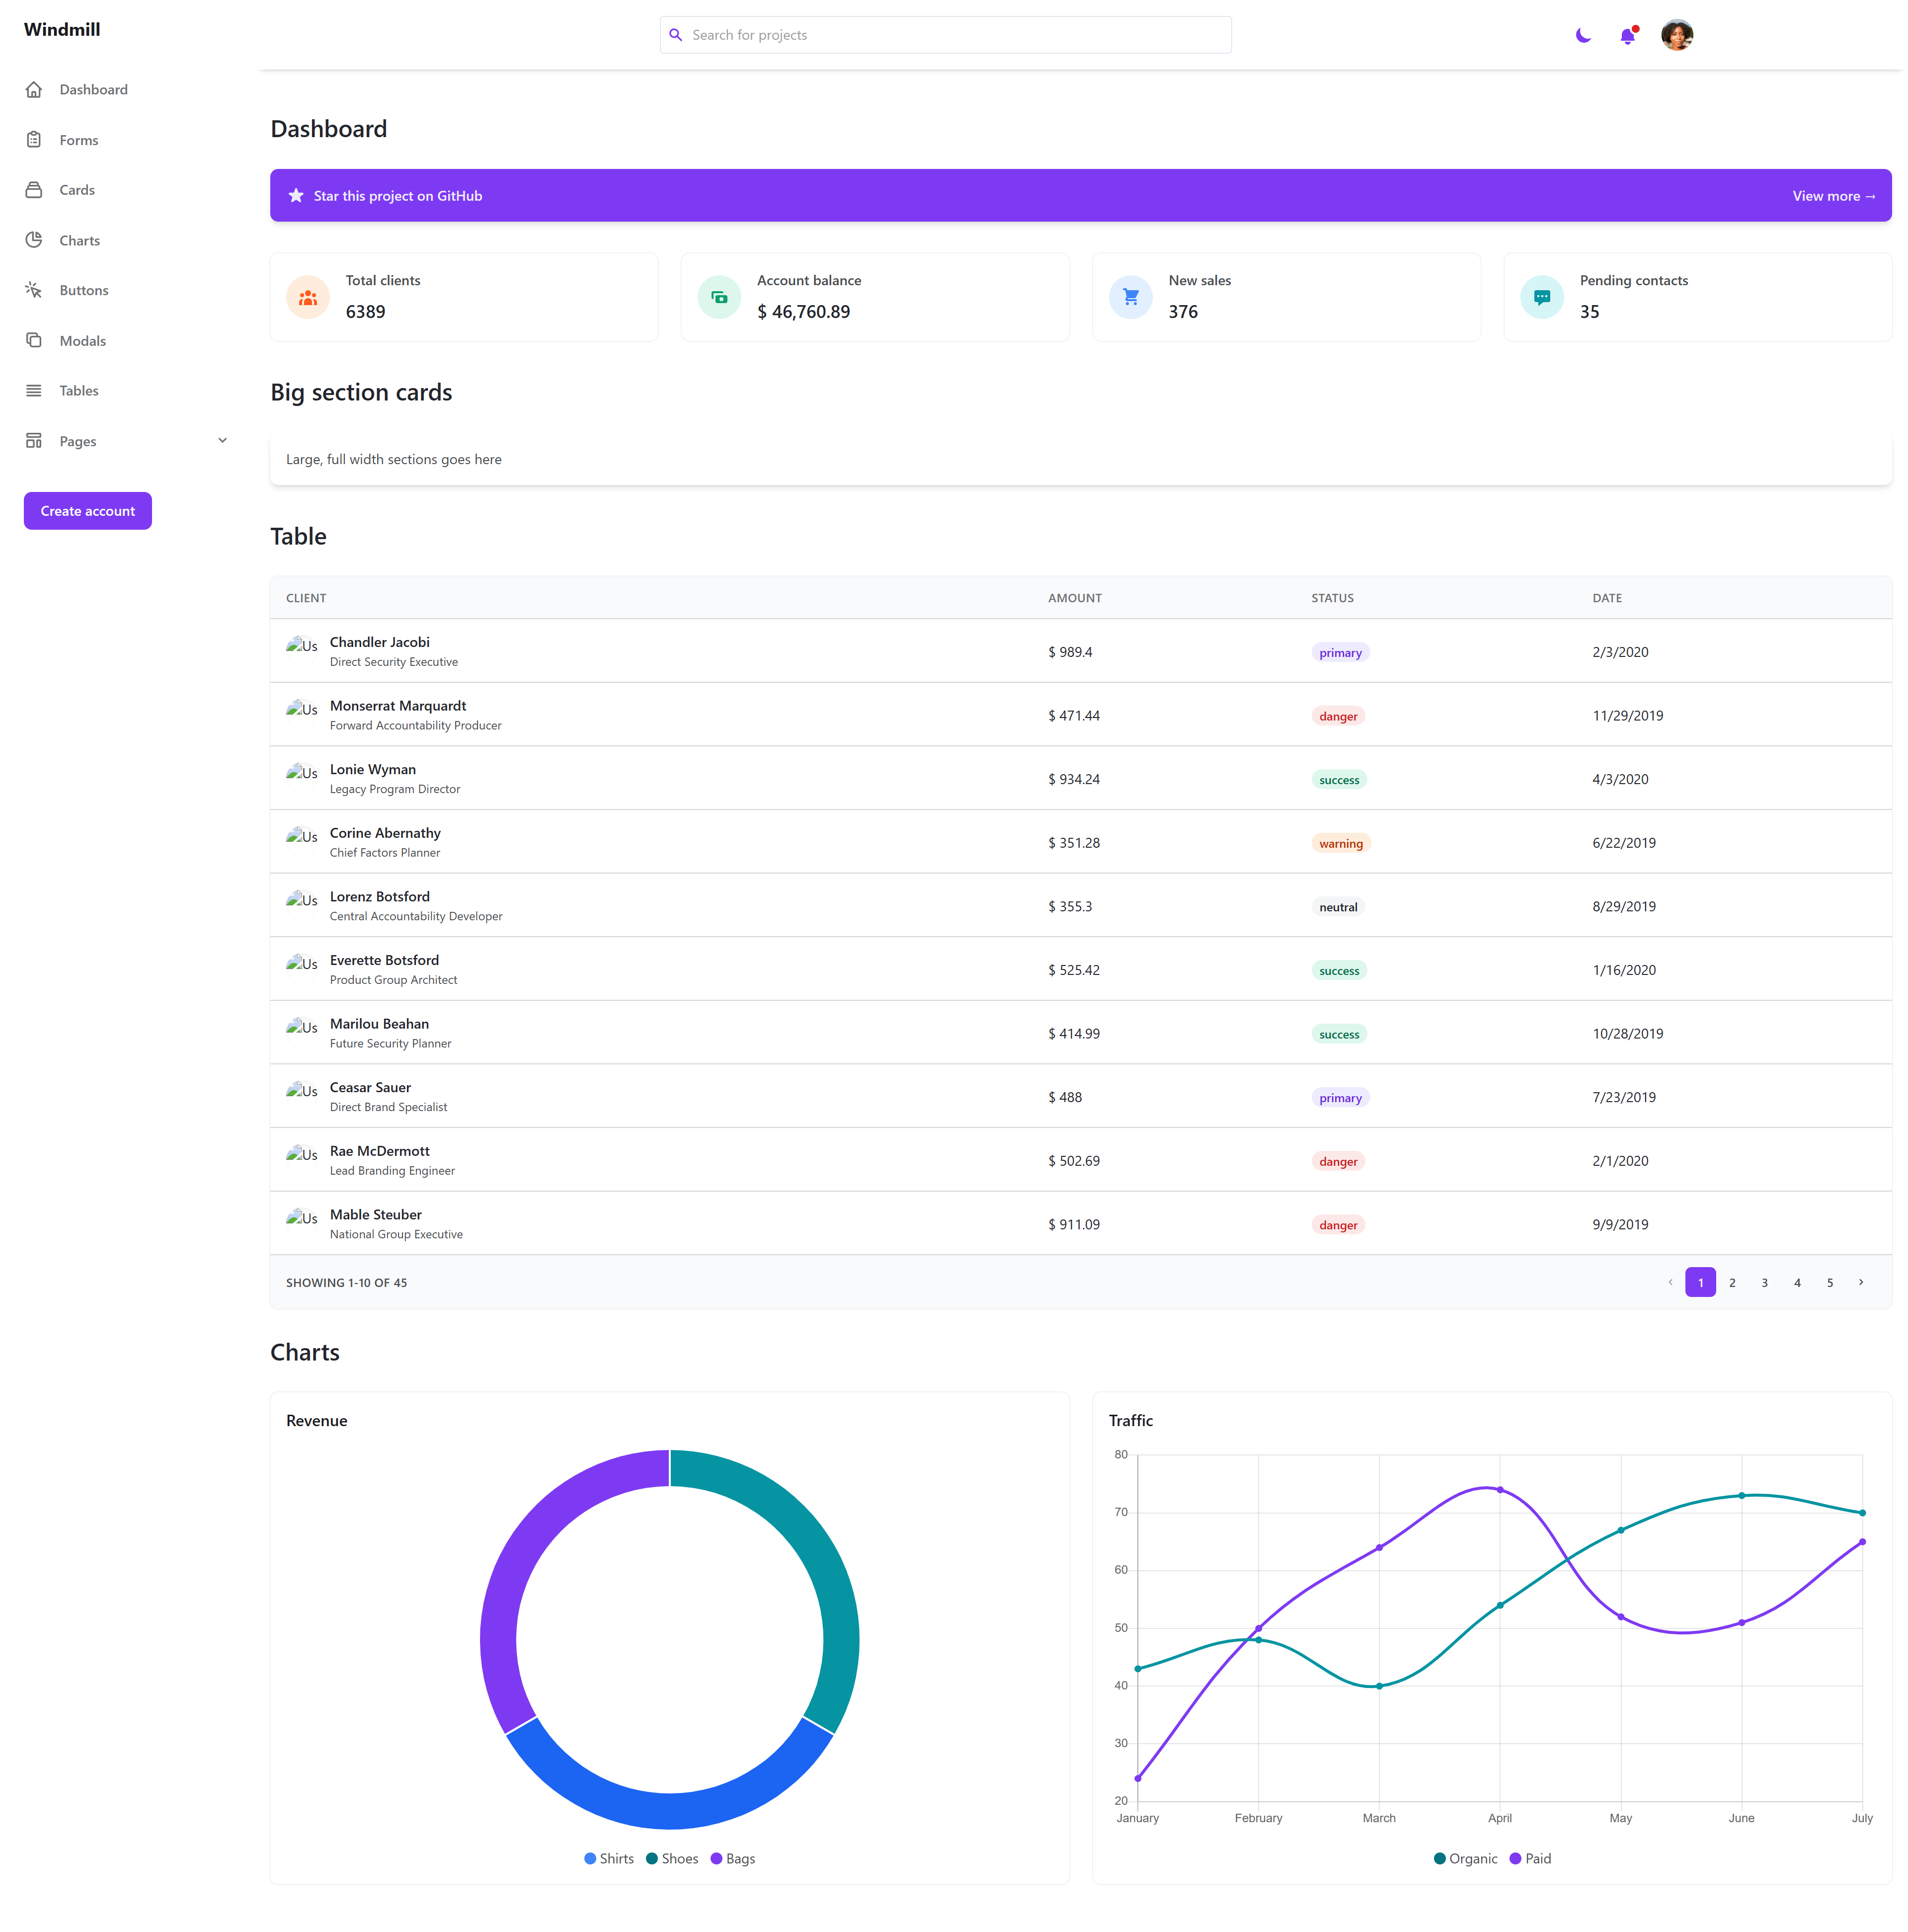 Windmill
Search for projects
Dashboard
Forms
Cards
Charts
Buttons
Modals
Tables
Pages
Create account
Dashboard
Star this project on GitHub
View more →
Total clients
6389
Account balance
$ 46,760.89
New sales
376
Pending contacts
35
Big section cards
Large, full width sections goes here
Table
CLIENT AMOUNT STATUS DATE
Us
Chandler Jacobi
Direct Security Executive
$ 989.4 primary 2/3/2020
Us
Monserrat Marquardt
Forward Accountability Producer
$ 471.44 danger 11/29/2019
Us
Lonie Wyman
Legacy Program Director
$ 934.24 success 4/3/2020
Us
Corine Abernathy
Chief Factors Planner
$ 351.28 warning 6/22/2019
Us
Lorenz Botsford
Central Accountability Developer
$ 355.3 neutral 8/29/2019
Us
Everette Botsford
Product Group Architect
$ 525.42 success 1/16/2020
Us
Marilou Beahan
Future Security Planner
$ 414.99 success 10/28/2019
Us
Ceasar Sauer
Direct Brand Specialist
$ 488 primary 7/23/2019
Us
Rae McDermott
Lead Branding Engineer
$ 502.69 danger 2/1/2020
Us
Mable Steuber
National Group Executive
$ 911.09 danger 9/9/2019
SHOWING 1-10 OF 45
1 2 3 4 5
Charts
Revenue
Shirts Shoes Bags
Traffic
80
70
60
50
40
30
20
January February March April May June July
Organic Paid